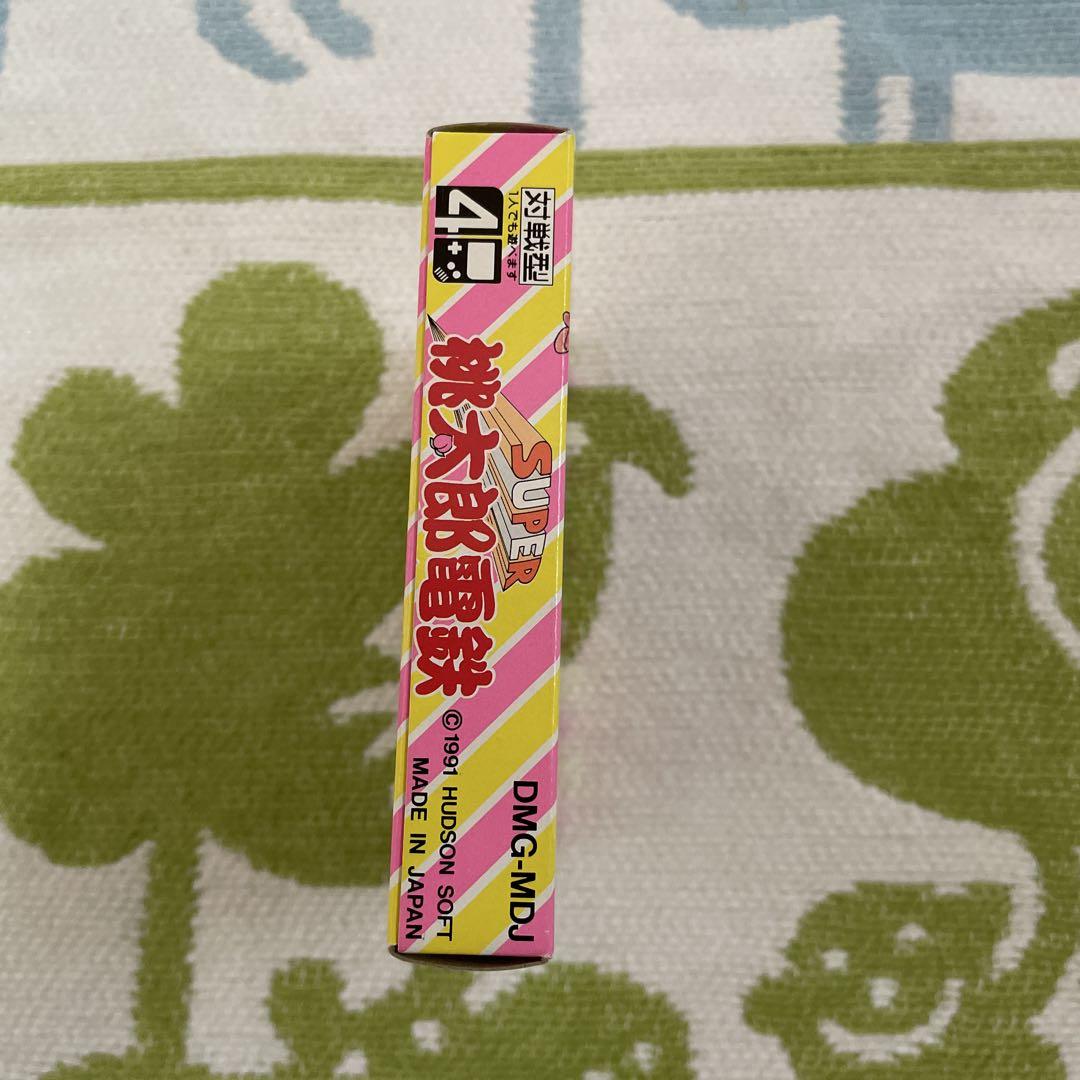 対戦型
1人でも遊べます
4
SUPER
桃太郎電鉄
DMG-MDJ
©1991 HUDSON SOFT
MADE IN JAPAN